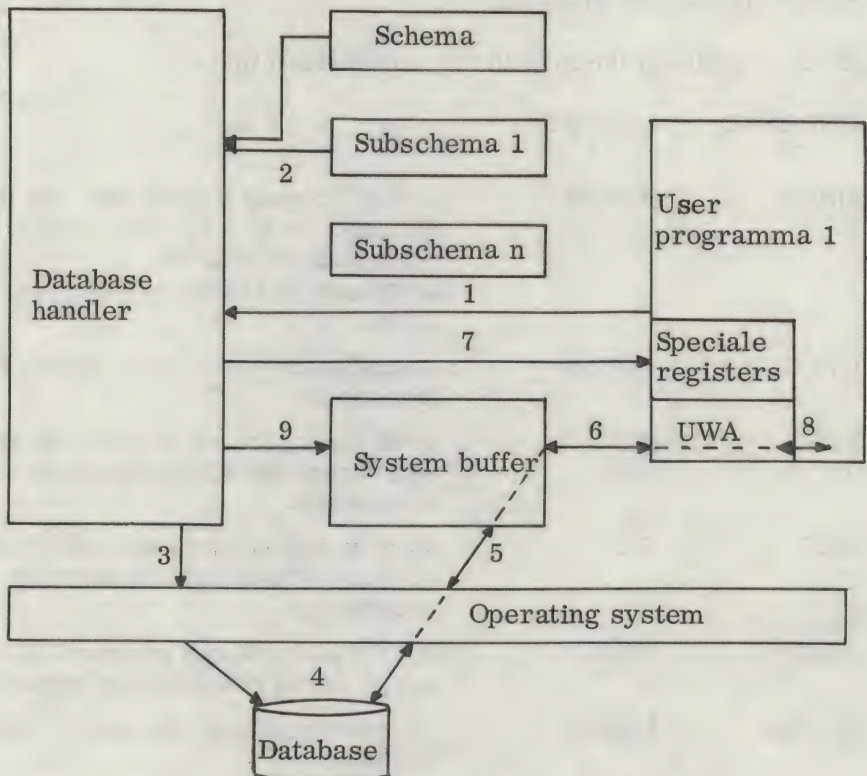 Schema
Subschema 1
2
User
programma 1
Subschema n
Database
handler
1
7
Speciale
registers
9
6
UWA
8
System buffer
3
5
Operating system
4
Database